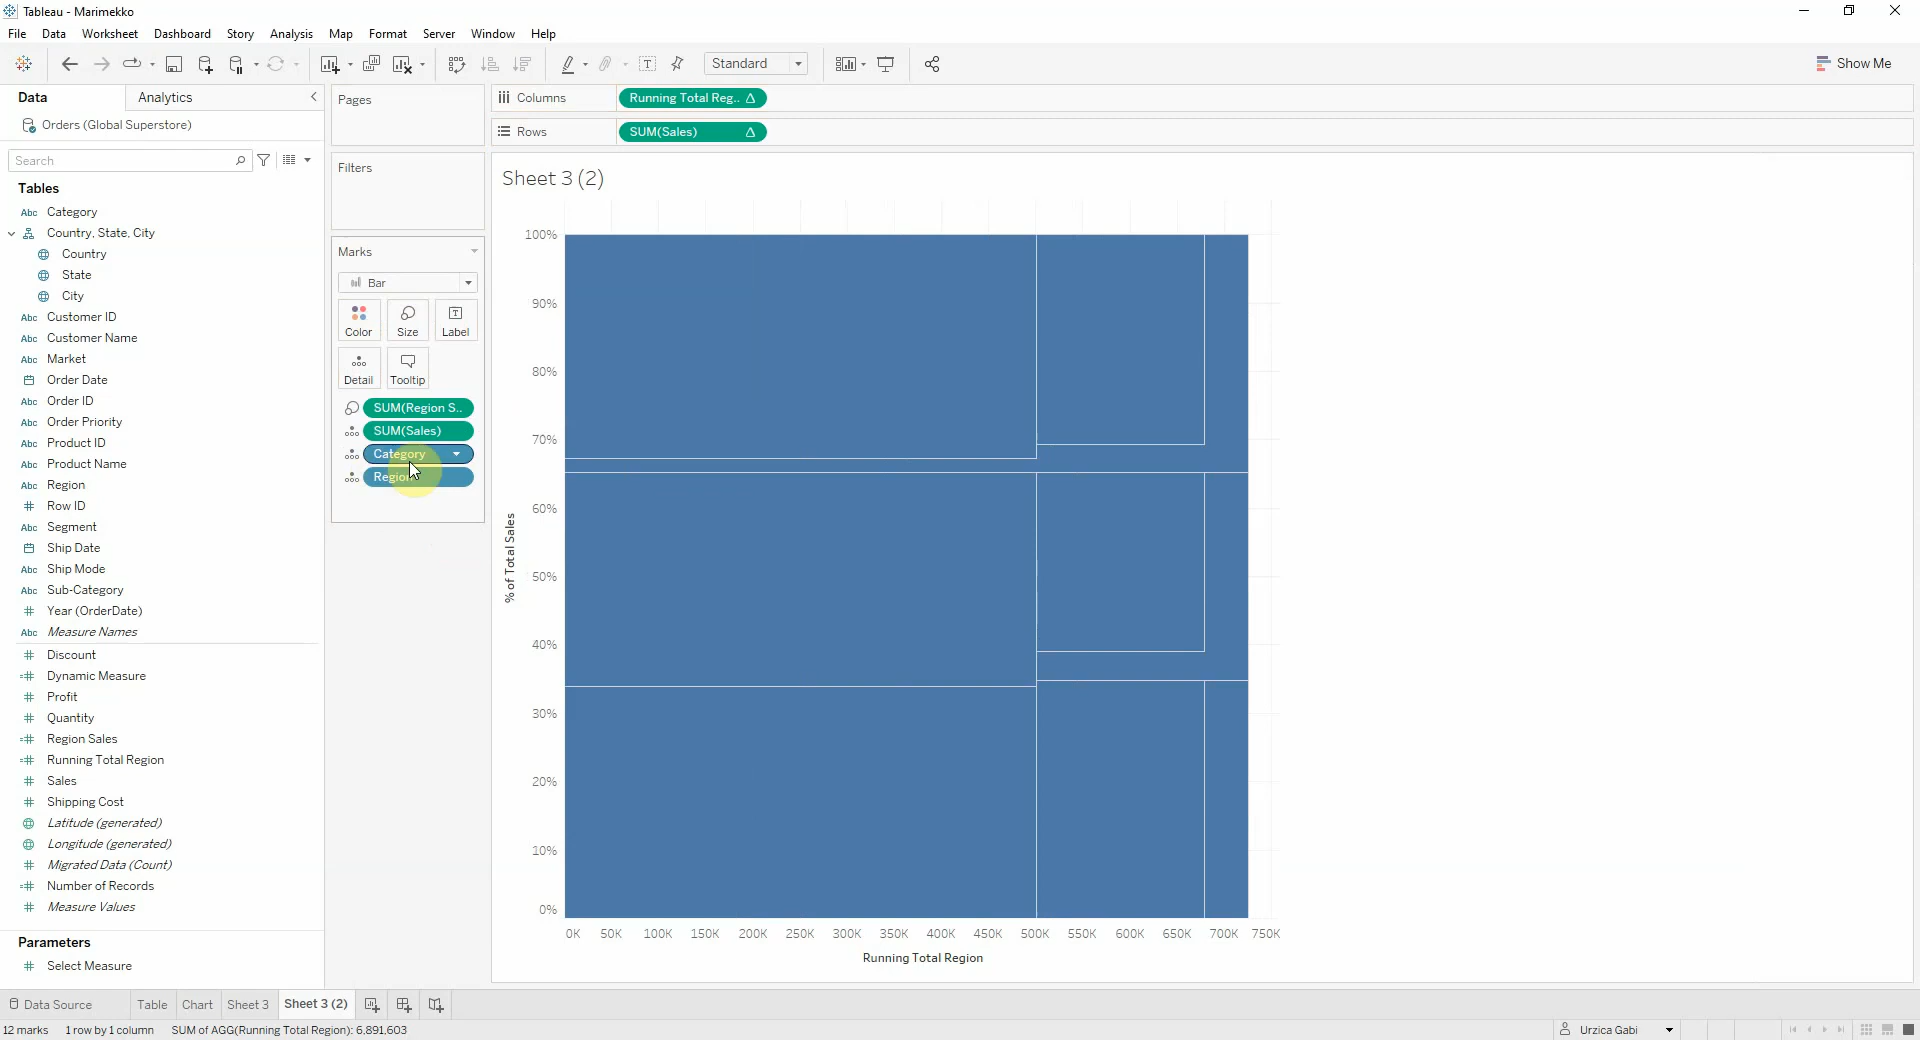 Tableau - Marimekko
File Data Worksheet Dashboard Story Analysis Map Format Server Window Help
Standard
Show Me
Data
Analytics
Orders (Global Superstore)
Search
Tables
Abc Category
Country, State, City
Country
State
City
Abc Customer ID
Abc Customer Name
Abc Market
Order Date
Abc Order ID
Abc Order Priority
Abc Product ID
Abc Product Name
Abc Region
# Row ID
Abc Segment
Ship Date
Abc Ship Mode
Abc Sub-Category
# Year (OrderDate)
Abc Measure Names
# Discount
=# Dynamic Measure
# Profit
# Quantity
=# Region Sales
=# Running Total Region
# Sales
# Shipping Cost
Latitude (generated)
Longitude (generated)
# Migrated Data (Count)
=# Number of Records
# Measure Values
Parameters
# Select Measure
Pages
Filters
Marks
Bar
Color
Size
Label
Detail
Tooltip
SUM(Region S..
SUM(Sales)
Category
Region
Columns
Running Total Reg.. Δ
Rows
SUM(Sales) Δ
Sheet 3 (2)
100%
90%
80%
70%
60%
50%
40%
30%
20%
10%
0%
% of Total Sales
0K 50K 100K 150K 200K 250K 300K 350K 400K 450K 500K 550K 600K 650K 700K 750K
Running Total Region
Data Source
Table
Chart
Sheet 3
Sheet 3 (2)
12 marks 1 row by 1 column SUM of AGG(Running Total Region): 6,891,603
Urzica Gabi